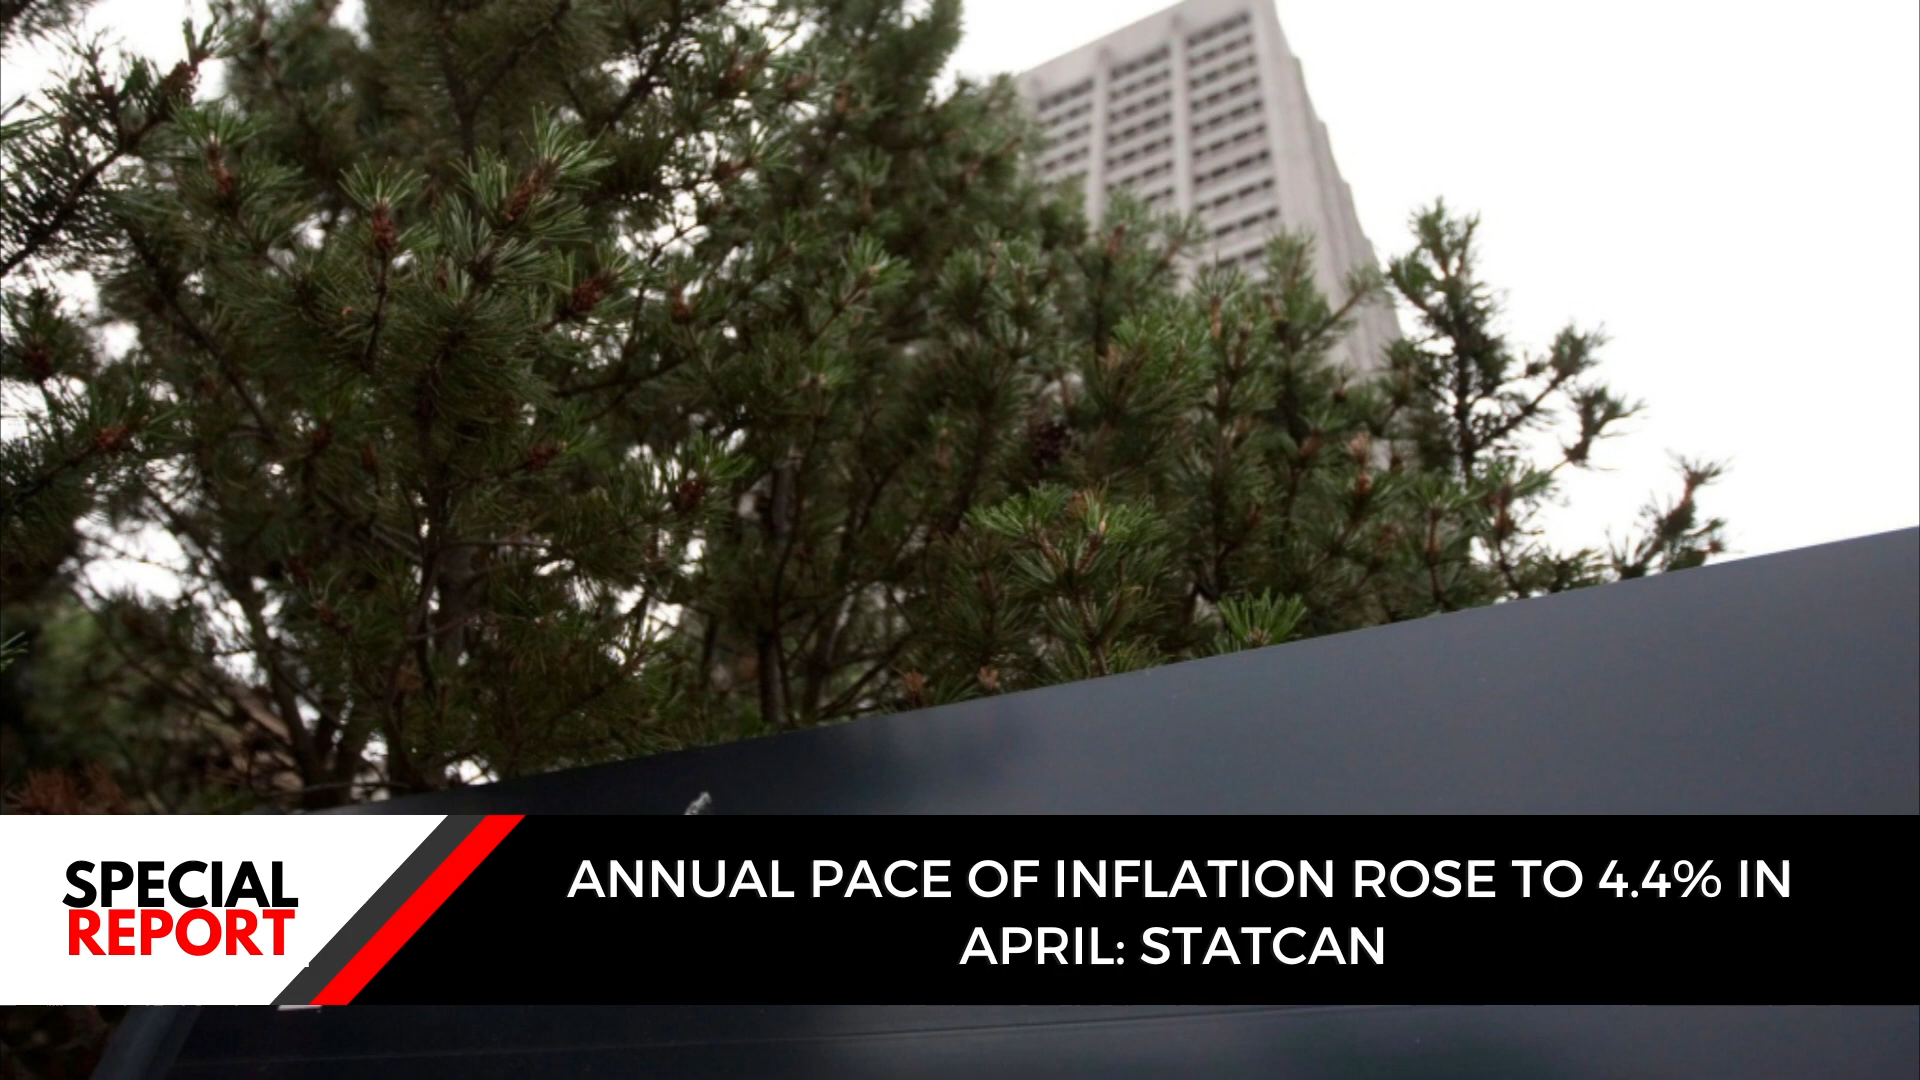 SPECIAL
REPORT
ANNUAL PACE OF INFLATION ROSE TO 4.4% IN
APRIL: STATCAN